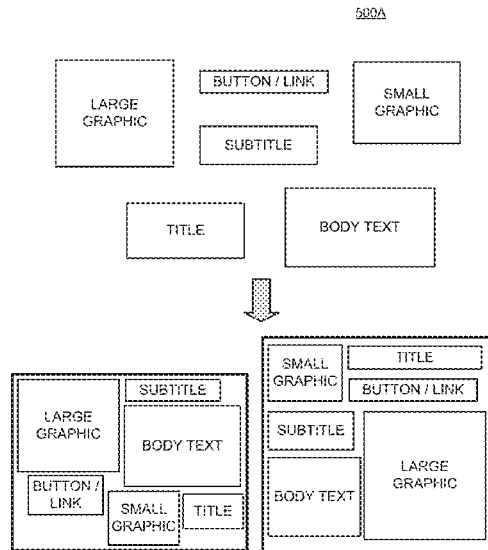 500A
LARGE
GRAPHIC
BUTTON / LINK
SMALL
GRAPHIC
SUBTITLE
TITLE
BODY TEXT
LARGE
GRAPHIC
SUBTITLE
BODY TEXT
BUTTON /
LINK
SMALL
GRAPHIC
TITLE
SMALL
GRAPHIC
TITLE
BUTTON / LINK
SUBTITLE
BODY TEXT
LARGE
GRAPHIC